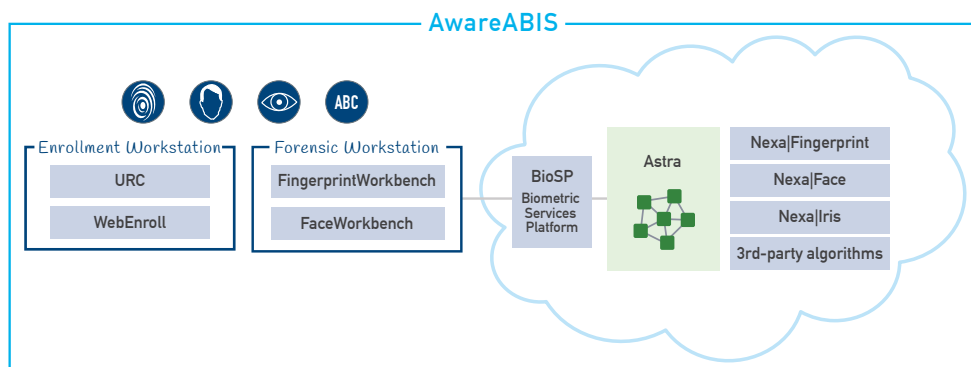 AwareABIS
ABC
Enrollment Workstation
URC
WebEnroll
Forensic Workstation
FingerprintWorkbench
FaceWorkbench
BioSP
Biometric
Services
Platform
Astra
Nexa|Fingerprint
Nexa|Face
Nexa|Iris
3rd-party algorithms